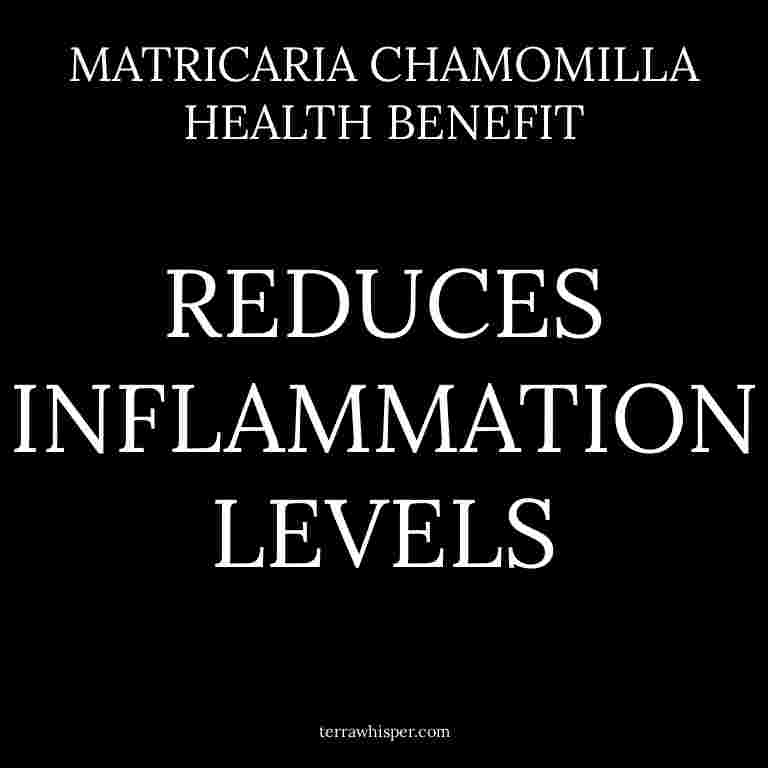 MATRICARIA CHAMOMILLA
HEALTH BENEFIT
REDUCES
INFLAMMATION
LEVELS
terrawhisper.com